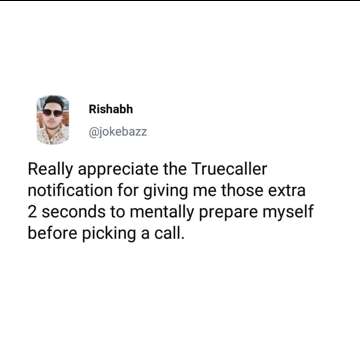 Rishabh
@jokebazz
Really appreciate the Truecaller
notification for giving me those extra
2 seconds to mentally prepare myself
before picking a call.